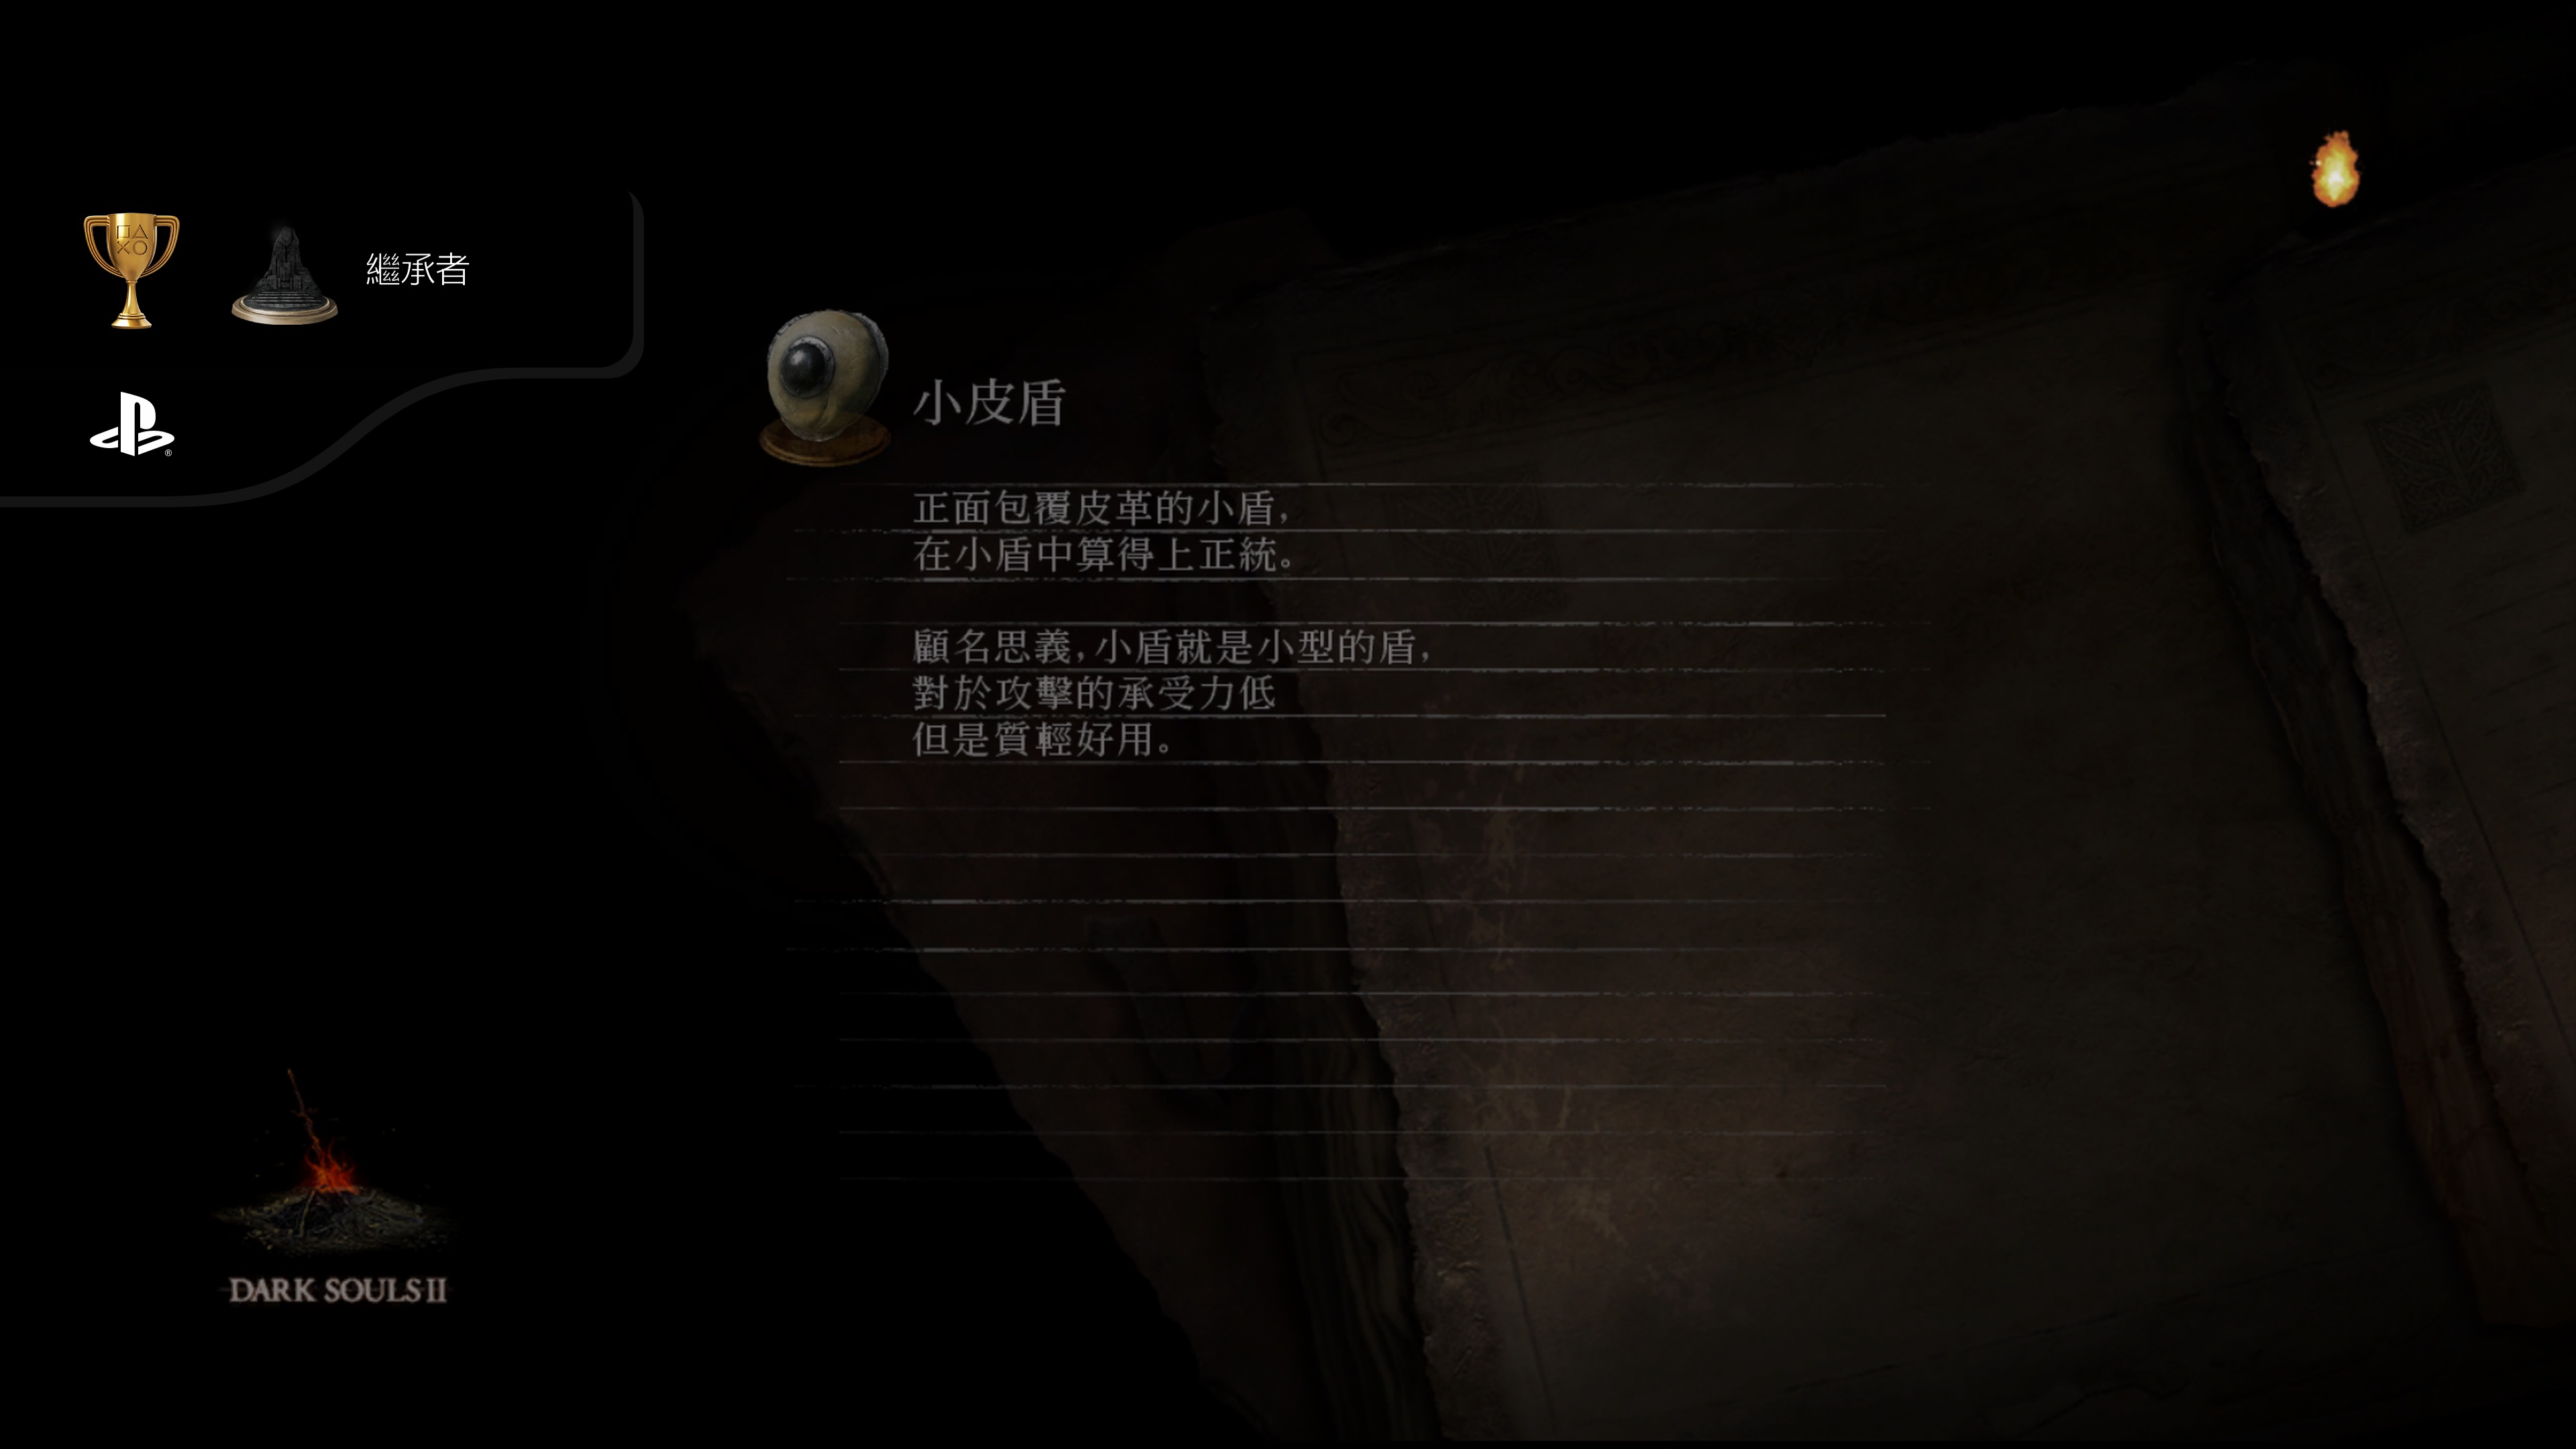 繼承者
小皮盾
正面包覆皮革的小盾，
在小盾中算得上正統。
顧名思義，小盾就是小型的盾，
對於攻擊的承受力低
但是質輕好用。
DARK SOULS II